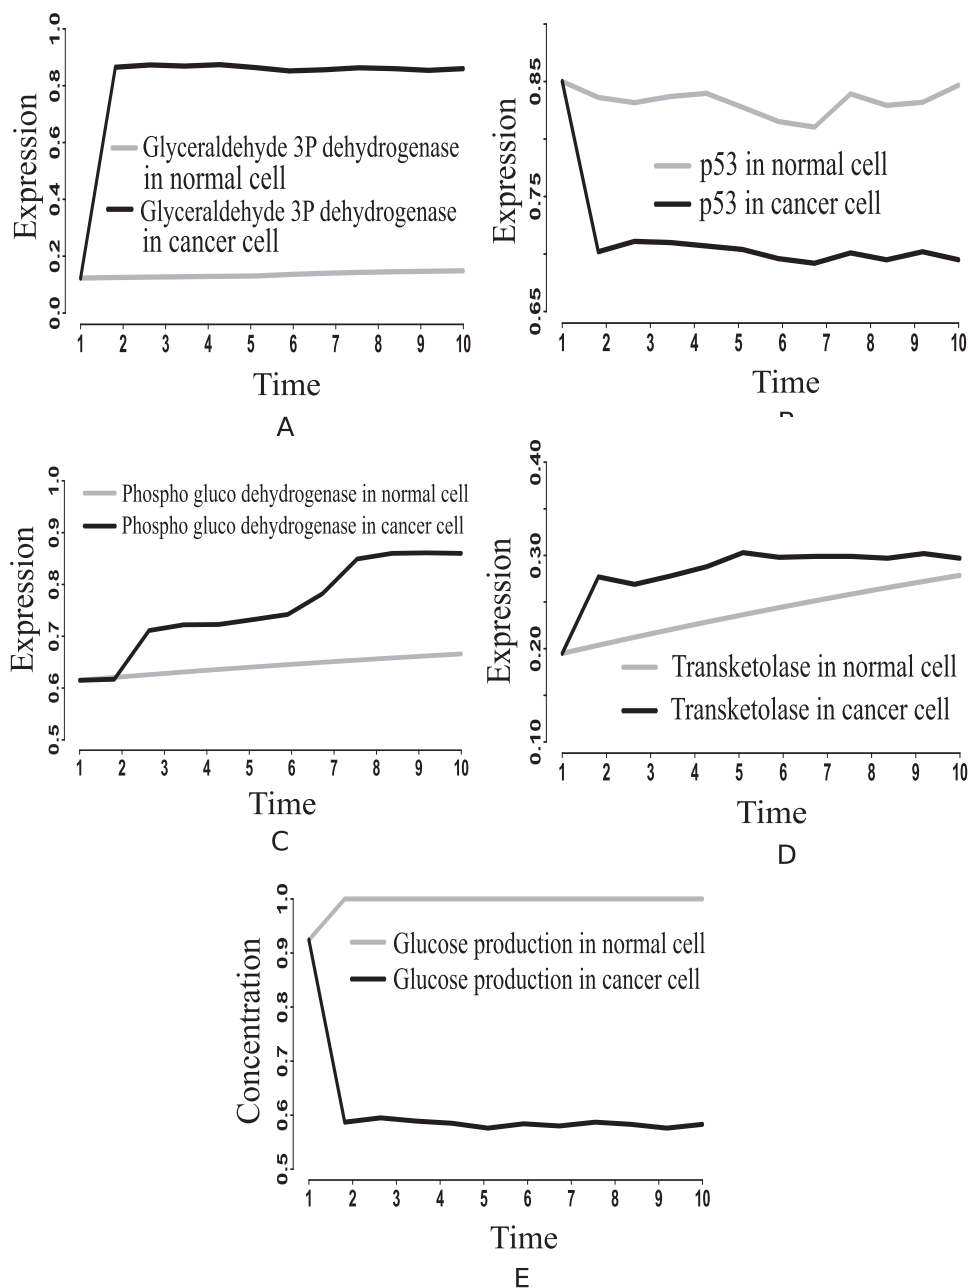 Expression
0.0 0.2 0.4 0.6 0.8 1.0
Glyceraldehyde 3P dehydrogenase
in normal cell
Glyceraldehyde 3P dehydrogenase
in cancer cell
1 2 3 4 5 6 7 8 9 10
Time
A
Expression
0.65 0.75 0.85
p53 in normal cell
p53 in cancer cell
1 2 3 4 5 6 7 8 9 10
Time
Expression
0.5 0.6 0.7 0.8 0.9 1.0
Phospho gluco dehydrogenase in normal cell
Phospho gluco dehydrogenase in cancer cell
1 2 3 4 5 6 7 8 9 10
Time
C
Expression
0.10 0.20 0.30 0.40
Transketolase in normal cell
Transketolase in cancer cell
1 2 3 4 5 6 7 8 9 10
Time
D
Concentration
0.5 0.6 0.7 0.8 0.9 1.0
Glucose production in normal cell
Glucose production in cancer cell
1 2 3 4 5 6 7 8 9 10
Time
E